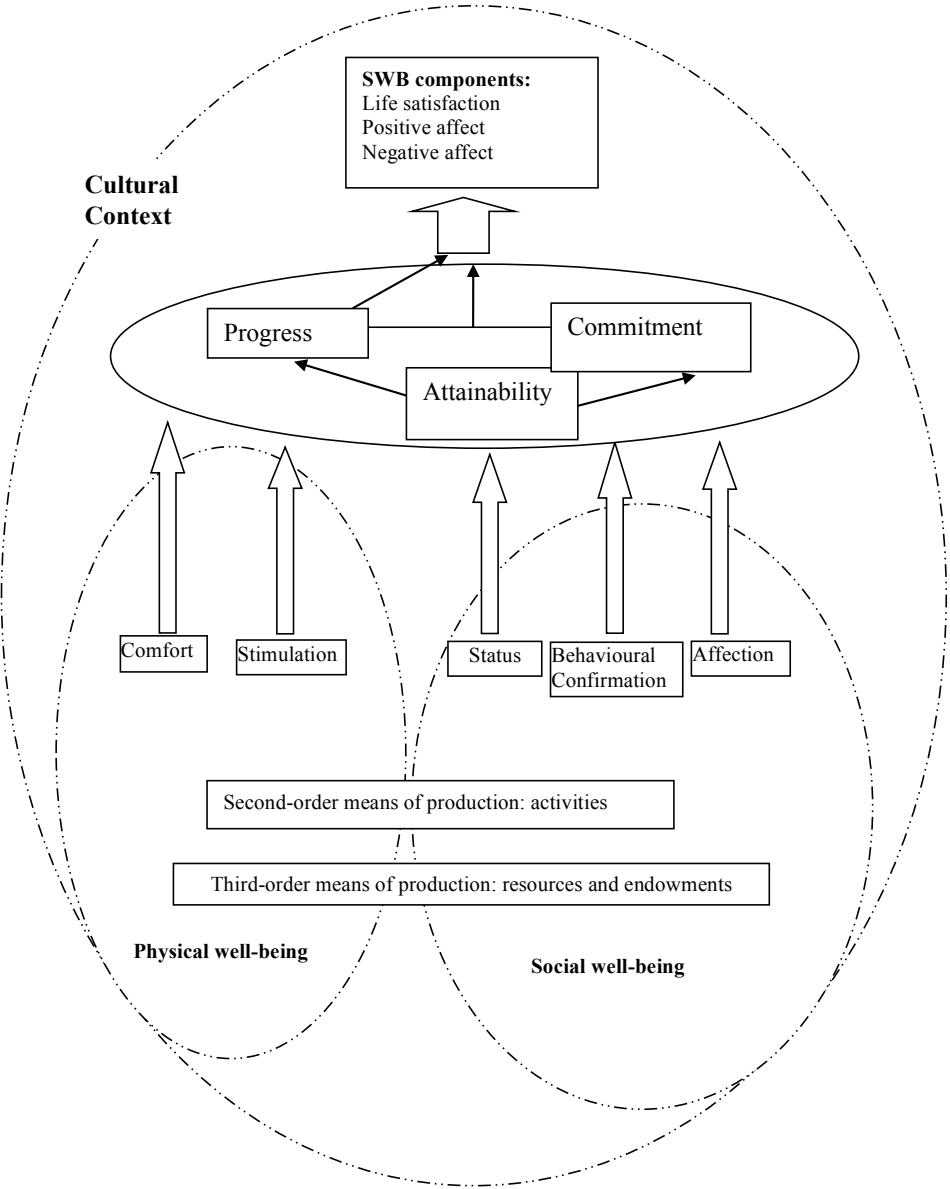 SWB components:
Life satisfaction
Positive affect
Negative affect
Cultural
Context
Progress
Commitment
Attainability
Comfort
Stimulation
Status
Behavioural
Confirmation
Affection
Second-order means of production: activities
Third-order means of production: resources and endowments
Physical well-being
Social well-being